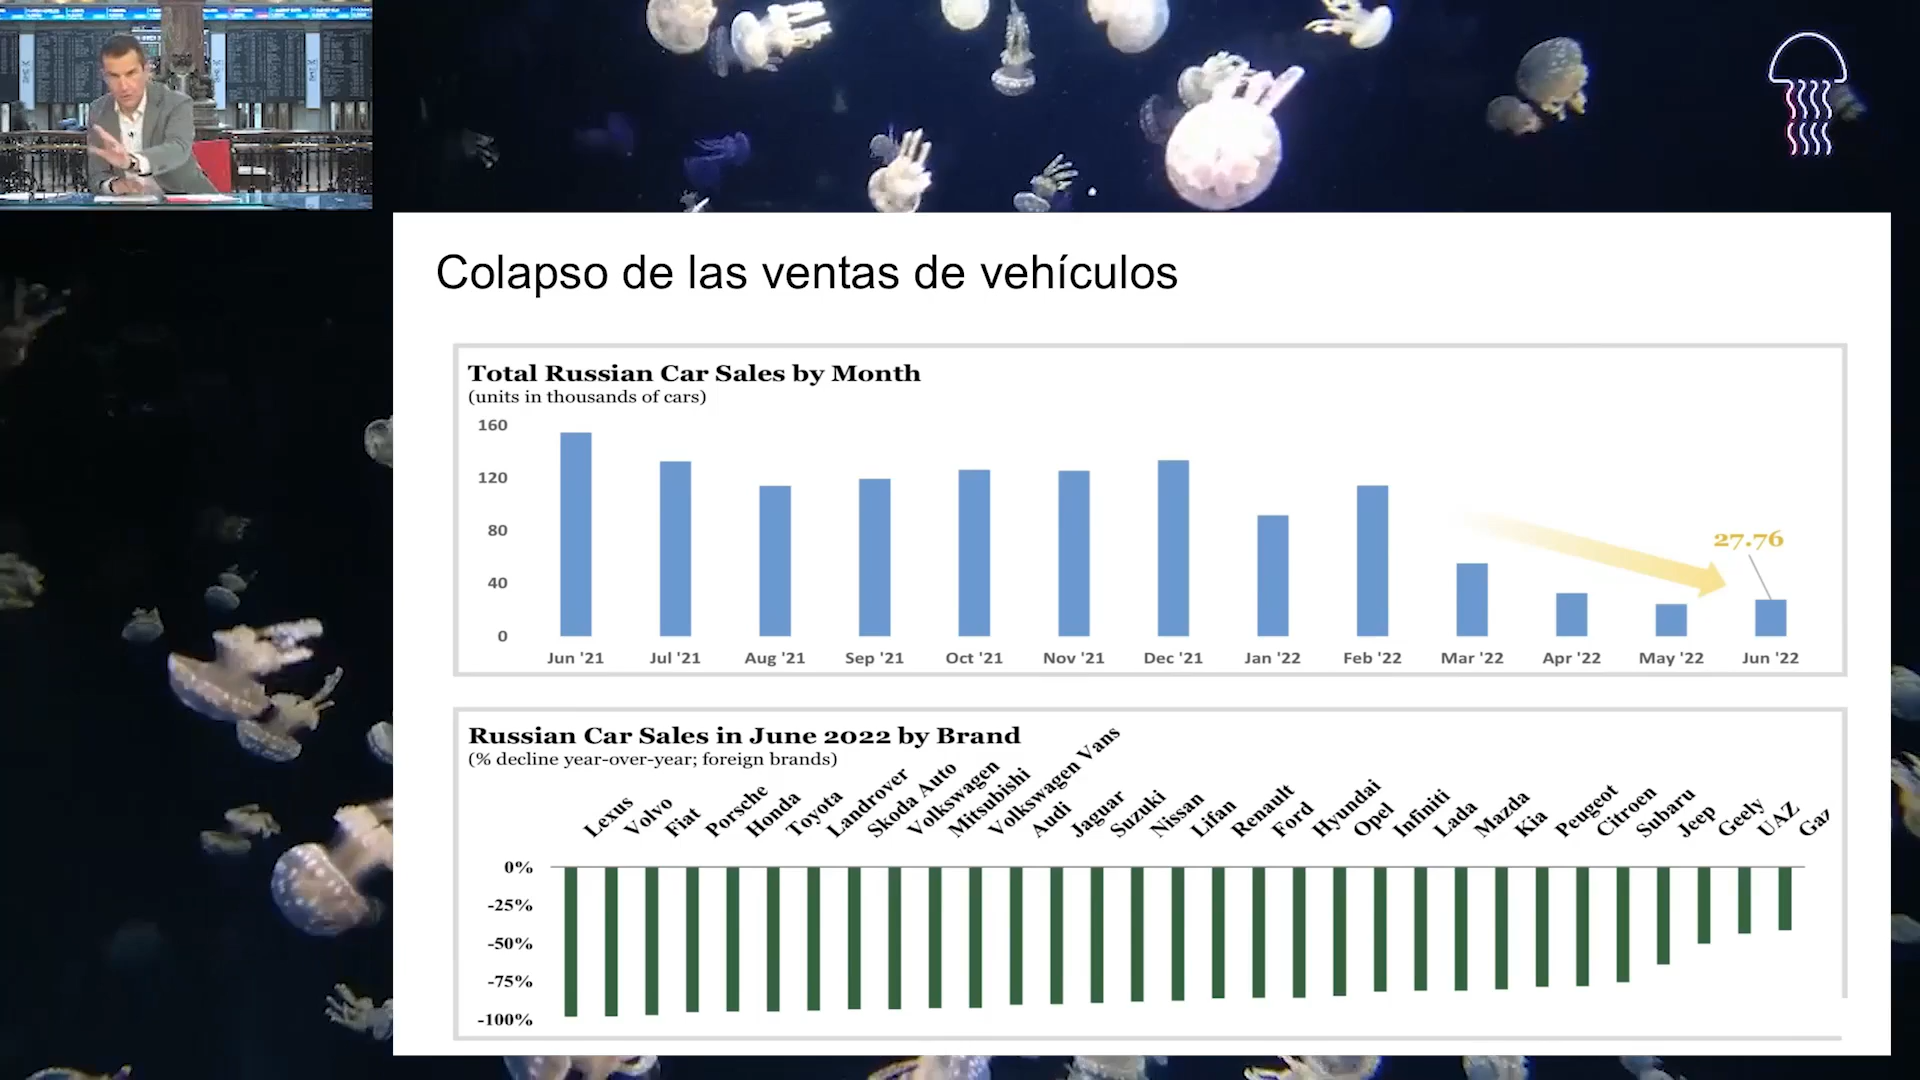 Colapso de las ventas de vehículos
Total Russian Car Sales by Month
(units in thousands of cars)
160
120
80
40
0
27.76
Jun '21 Jul '21 Aug '21 Sep '21 Oct '21 Nov '21 Dec '21 Jan '22 Feb '22 Mar '22 Apr '22 May '22 Jun '22
Russian Car Sales in June 2022 by Brand
(% decline year-over-year; foreign brands)
Lexus Volvo Fiat Porsche Honda Toyota Landrover Skoda Auto Volkswagen Mitsubishi Volkswagen Vans Audi Jaguar Suzuki Nissan Lifan Renault Ford Hyundai Opel Infiniti Lada Mazda Kia Peugeot Citroen Subaru Jeep Geely UAZ Gaz
0%
-25%
-50%
-75%
-100%